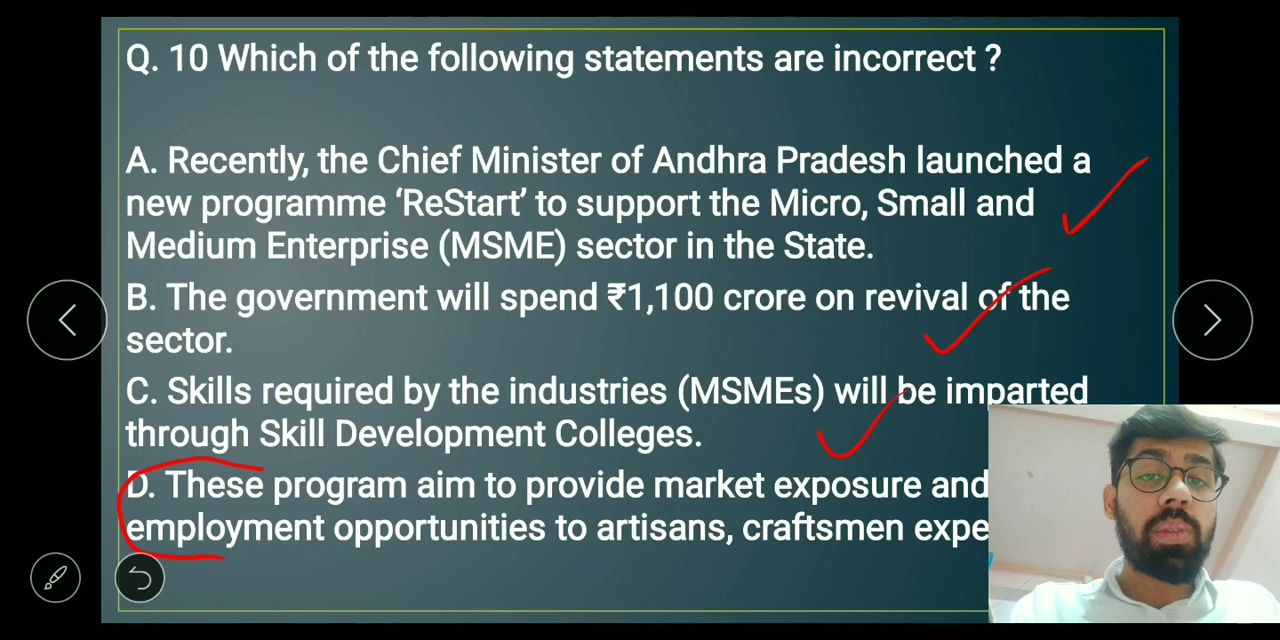 Q. 10 Which of the following statements are incorrect ?
A. Recently, the Chief Minister of Andhra Pradesh launched a
new programme ‘ReStart’ to support the Micro, Small and
Medium Enterprise (MSME) sector in the State.
B. The government will spend ₹1,100 crore on revival of the
sector.
C. Skills required by the industries (MSMEs) will be imparted
through Skill Development Colleges.
D. These program aim to provide market exposure and
employment opportunities to artisans, craftsmen